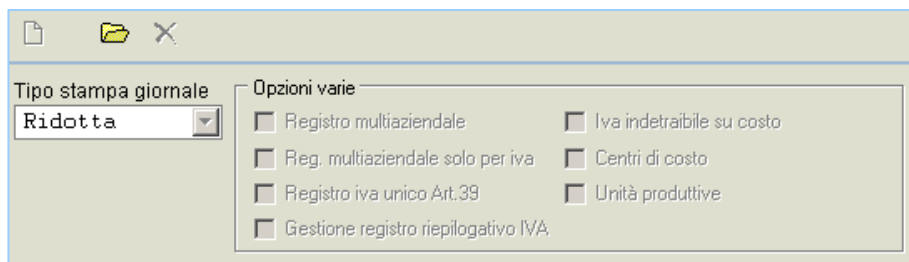 Tipo stampa giornale
Ridotta
Opzioni varie
Registro multiaziendale
Reg. multiaziendale solo per iva
Registro iva unico Art.39
Gestione registro riepilogativo IVA
Iva indetraibile su costo
Centri di costo
Unità produttive